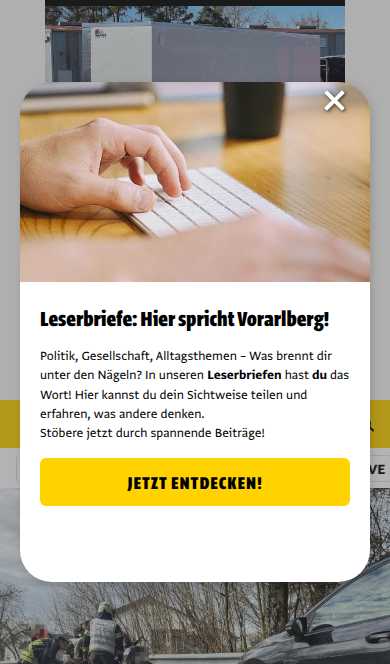 Leserbriefe: Hier spricht Vorarlberg!
Politik, Gesellschaft, Alltagsthemen – Was brennt dir
unter den Nägeln? In unseren Leserbriefen hast du das
Wort! Hier kannst du dein Sichtweise teilen und
erfahren, was andere denken.
Stöbere jetzt durch spannende Beiträge!
JETZT ENTDECKEN!
VE